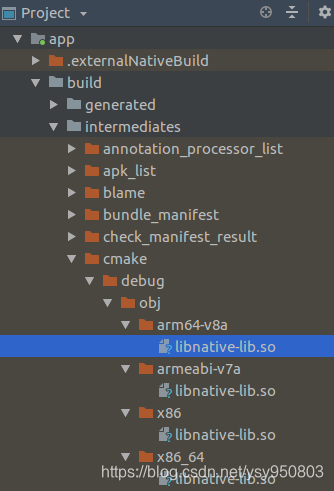 Project
app
.externalNativeBuild
build
generated
intermediates
annotation_processor_list
apk_list
blame
bundle_manifest
check_manifest_result
cmake
debug
obj
arm64-v8a
libnative-lib.so
armeabi-v7a
libnative-lib.so
x86
libnative-lib.so
x86_64
https://blog.csdn.net/ysy950803
libnative-lib.so